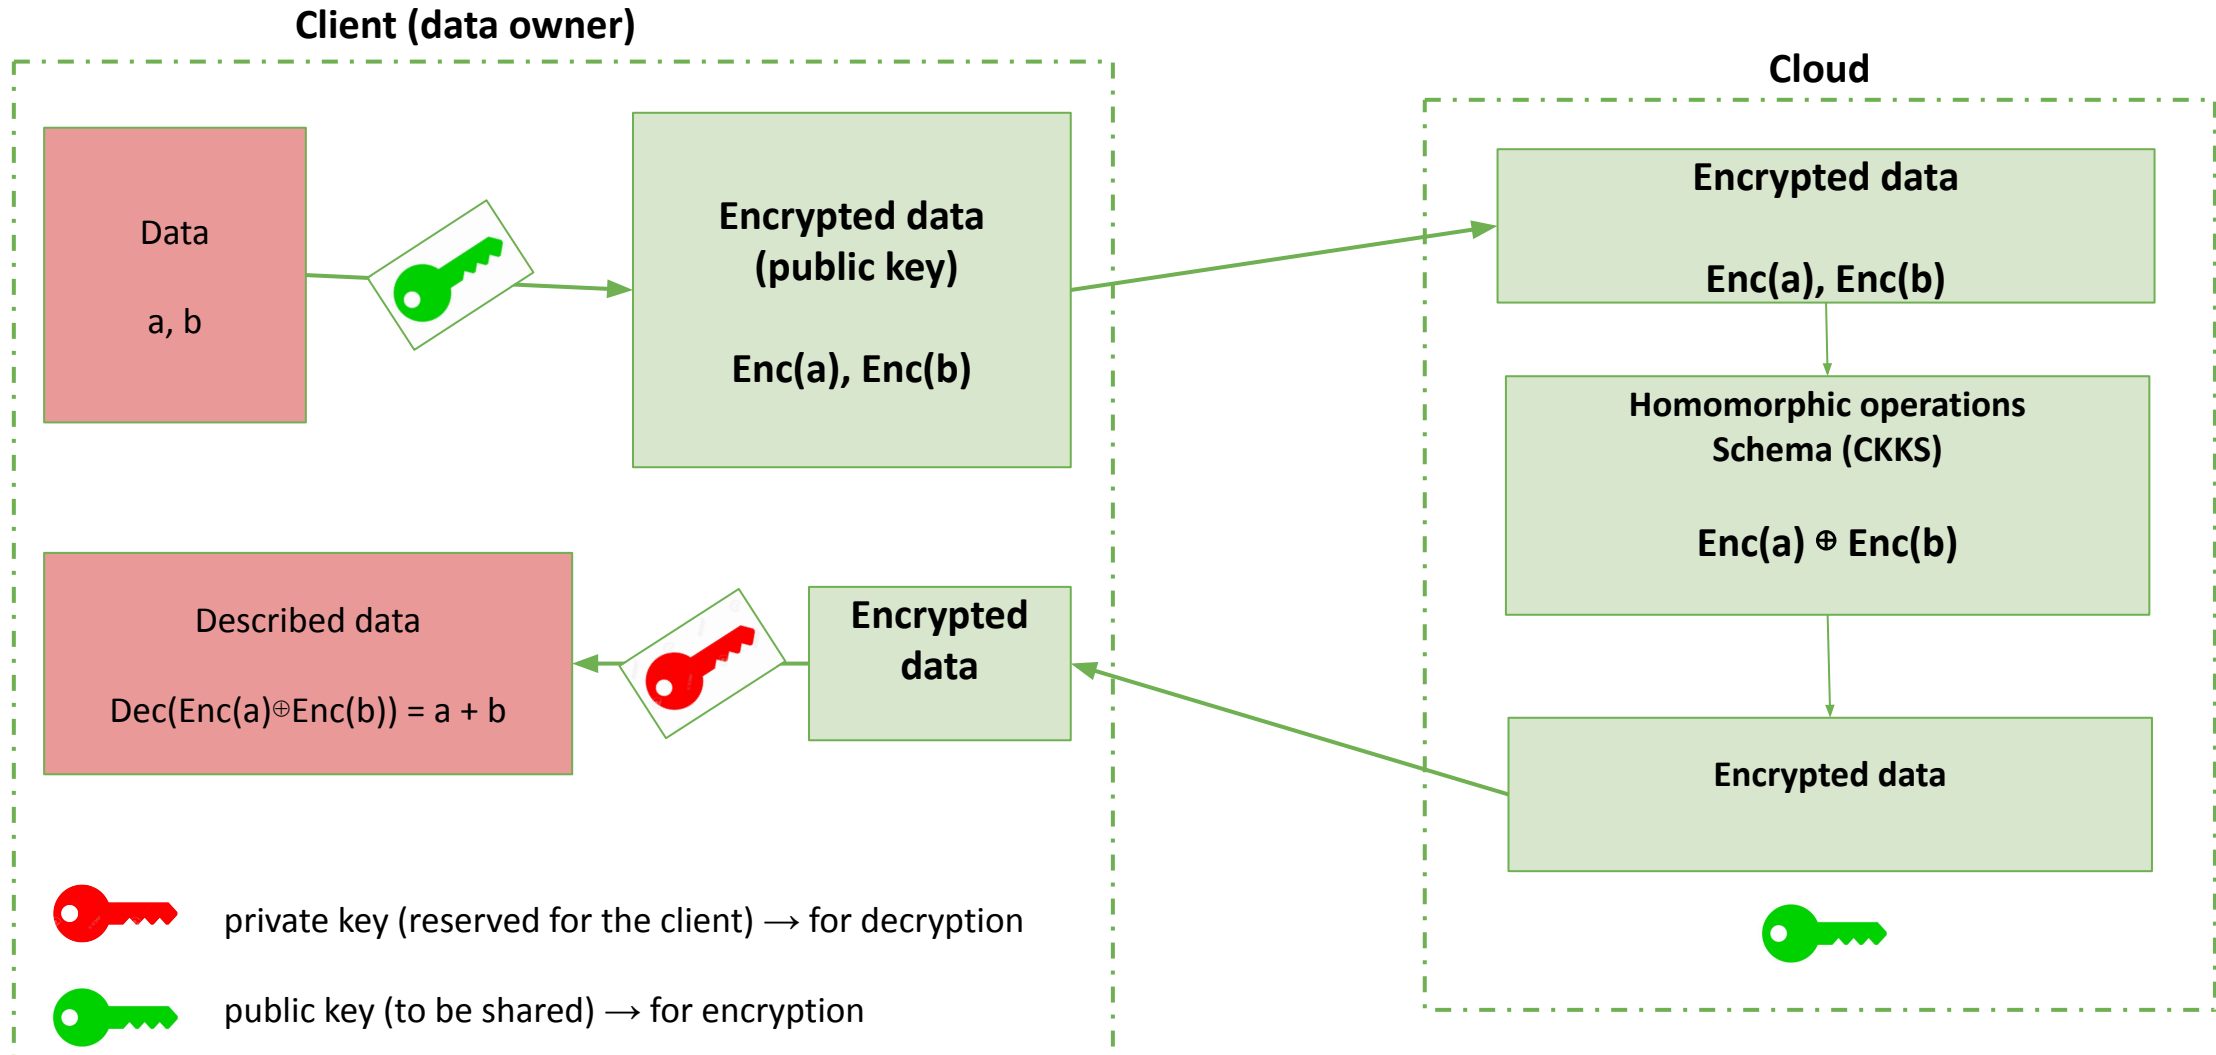 Client (data owner)
Cloud
Data
a, b
Encrypted data
(public key)
Enc(a), Enc(b)
Encrypted data
Enc(a), Enc(b)
Homomorphic operations
Schema (CKKS)
Enc(a) ⊕ Enc(b)
Encrypted data
Encrypted
data
Described data
Dec(Enc(a)⊕Enc(b)) = a + b
private key (reserved for the client) → for decryption
public key (to be shared) → for encryption